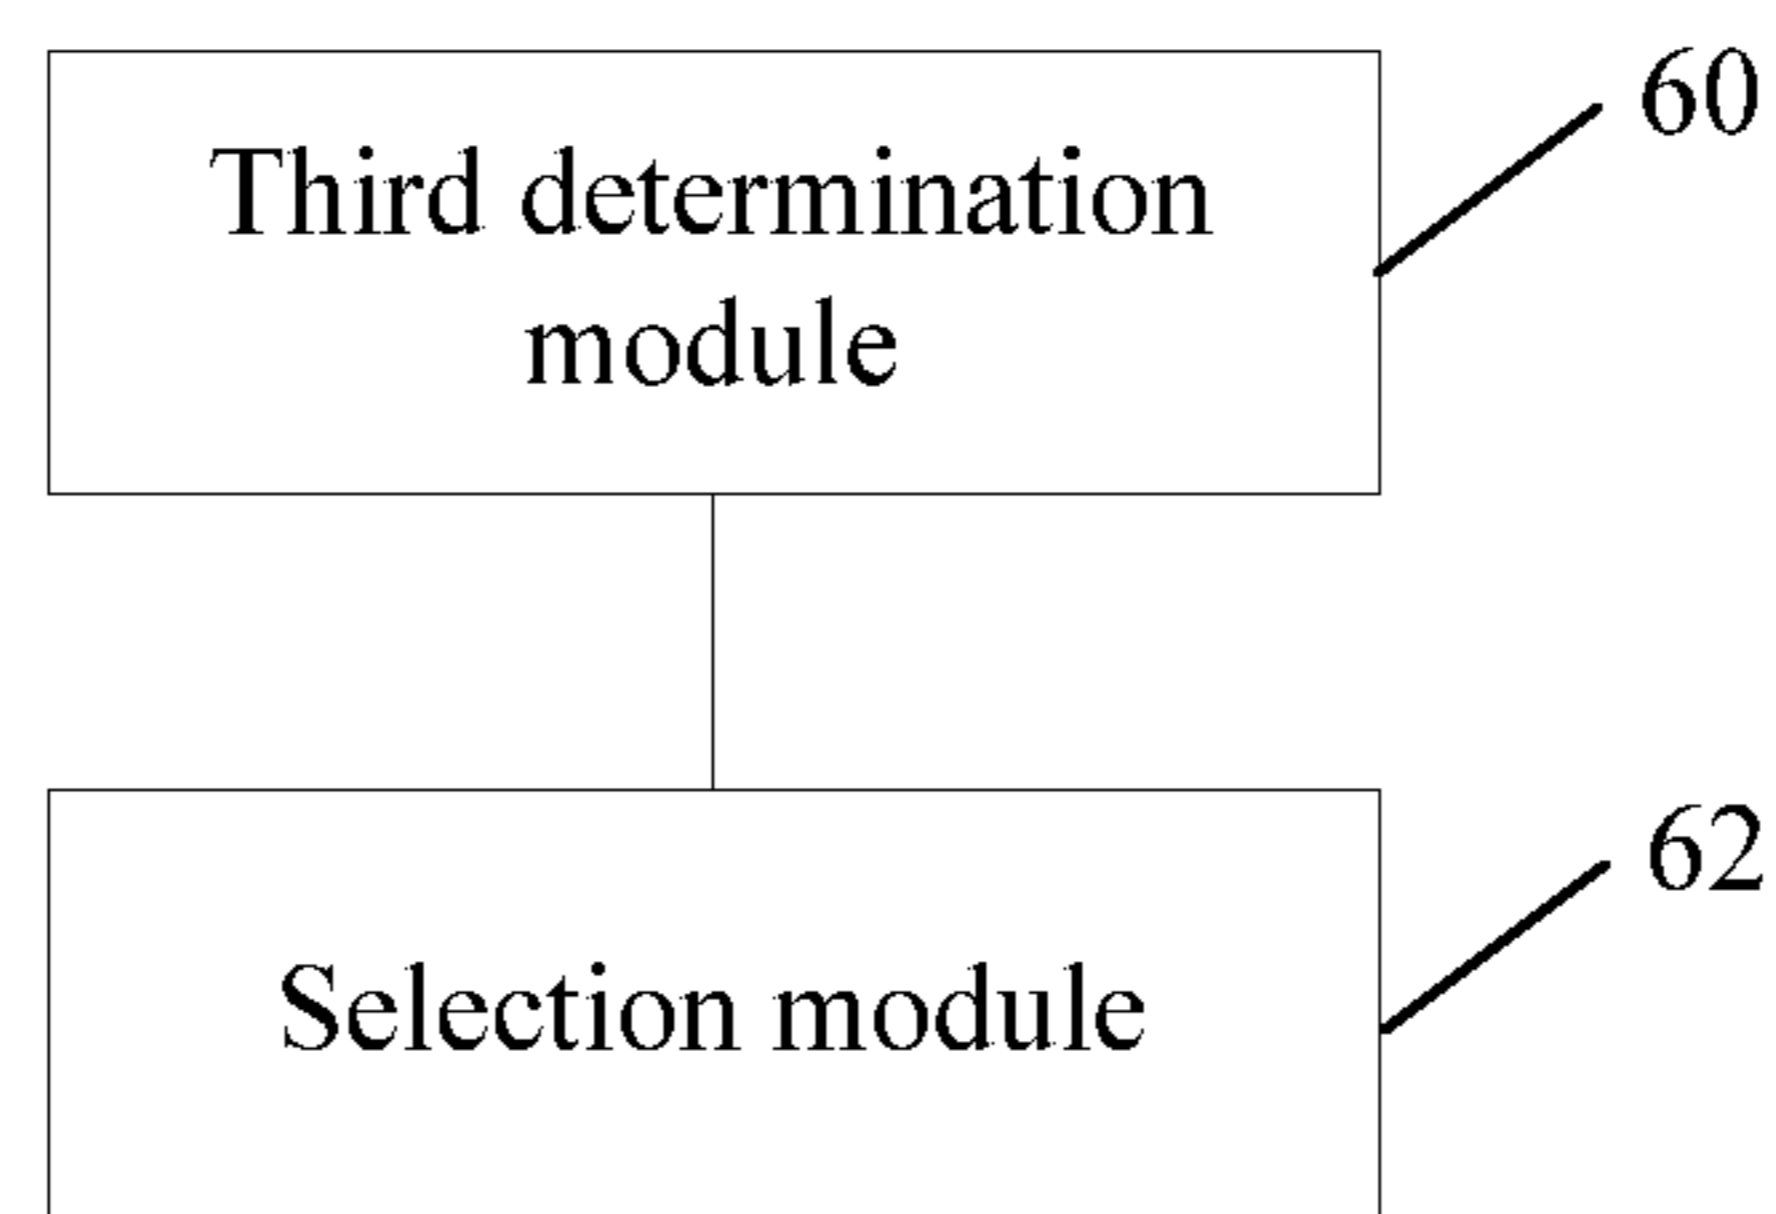 60
Third determination
module
62
Selection module